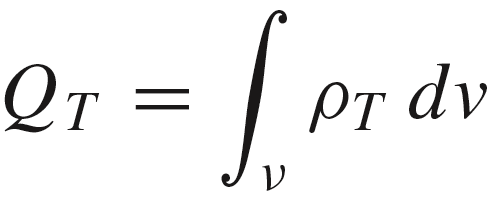 Q_T = ∫_v ρ_T dv